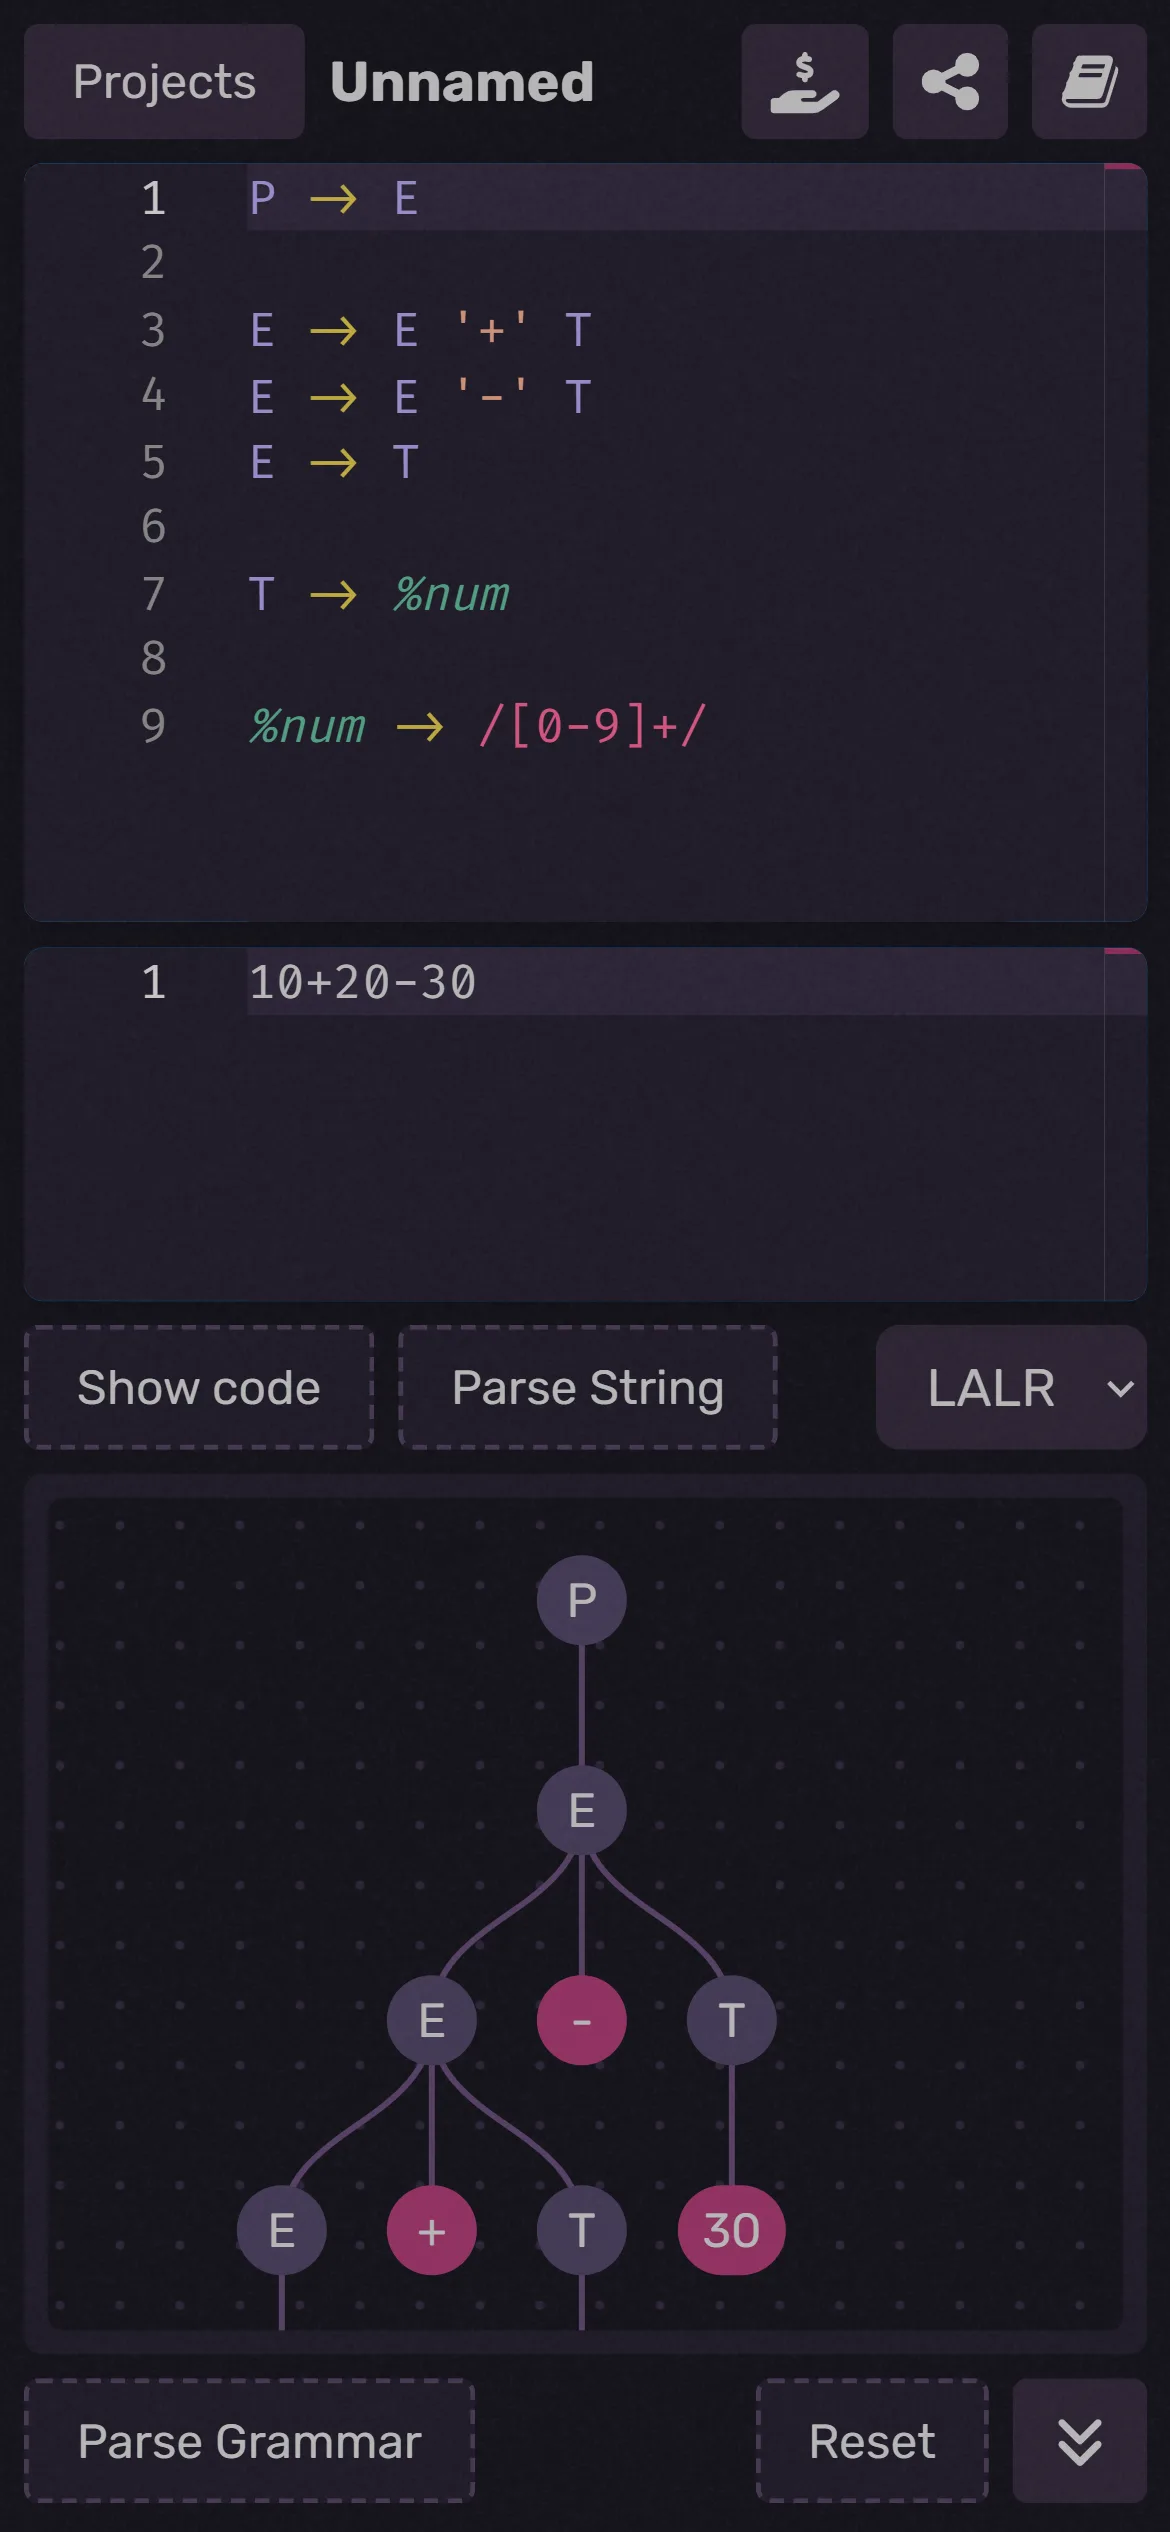 Projects Unnamed
1 P → E
2
3 E → E '+' T
4 E → E '-' T
5 E → T
6
7 T → %num
8
9 %num → /[0-9]+/
1 10+20-30
Show code Parse String LALR
P
E
E - T
E + T 30
Parse Grammar Reset